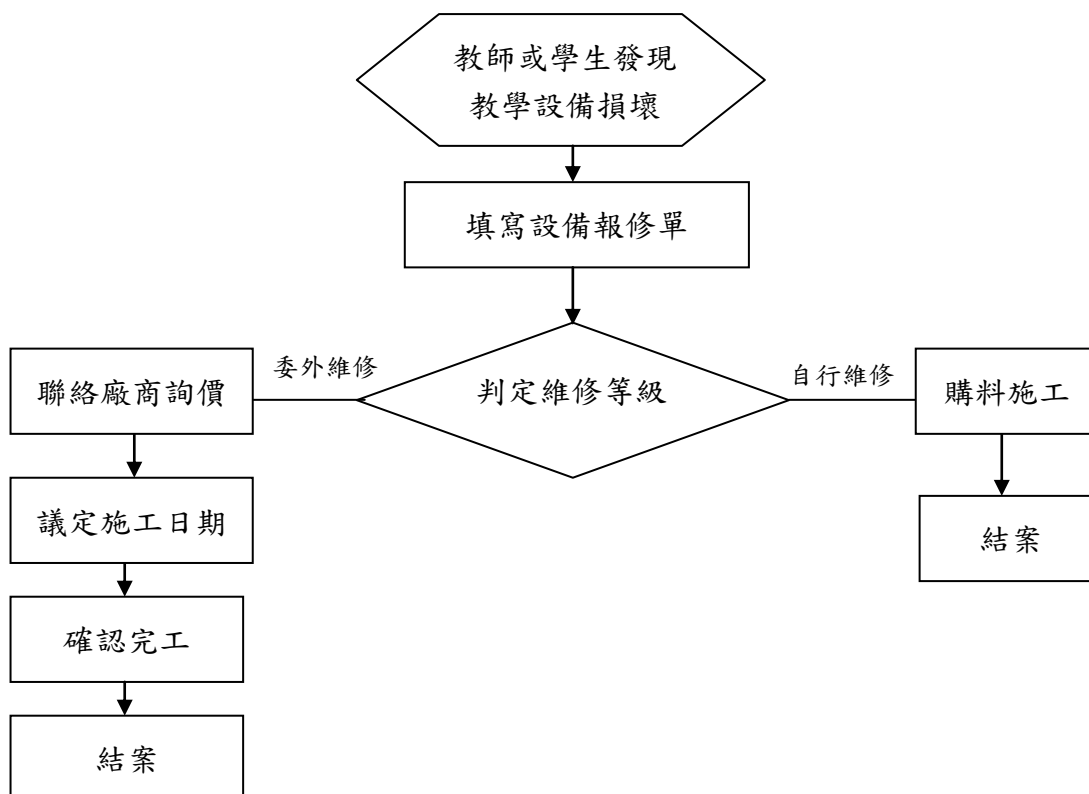 教師或學生發現
教學設備損壞
填寫設備報修單
判定維修等級
委外維修
自行維修
聯絡廠商詢價
購料施工
議定施工日期
結案
確認完工
結案